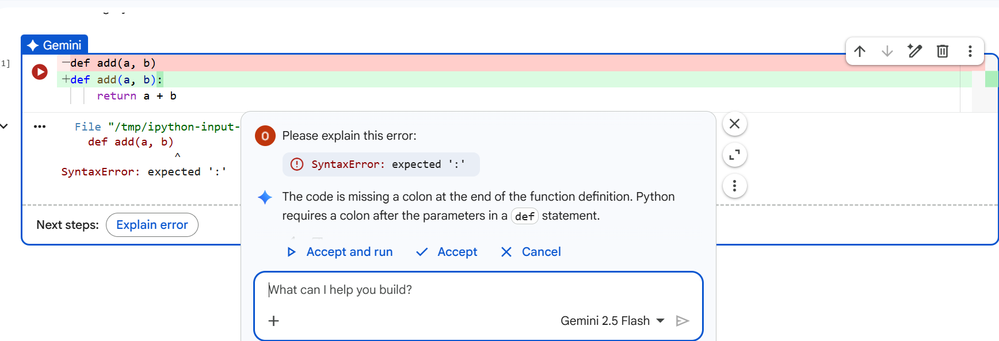 Gemini
1]
—def add(a, b)
+def add(a, b):
return a + b
File "/tmp/ipython-input-
def add(a, b)
^
SyntaxError: expected ':'
Next steps:
Explain error
O
Please explain this error:
SyntaxError: expected ':'
The code is missing a colon at the end of the function definition. Python
requires a colon after the parameters in a def statement.
Accept and run
Accept
Cancel
What can I help you build?
Gemini 2.5 Flash